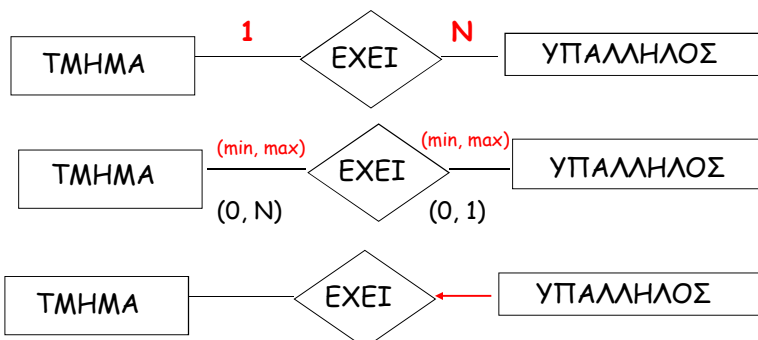 1 N
ΤΜΗΜΑ ΕΧΕΙ ΥΠΑΛΛΗΛΟΣ
(min, max) (min, max)
ΤΜΗΜΑ ΕΧΕΙ ΥΠΑΛΛΗΛΟΣ
(0, N) (0, 1)
ΤΜΗΜΑ ΕΧΕΙ ΥΠΑΛΛΗΛΟΣ